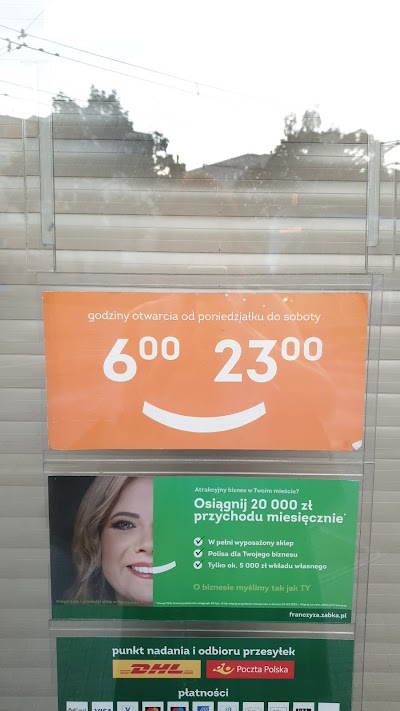 godziny otwarcia od poniedziałku do soboty
6⁰⁰ 23⁰⁰
Atrakcyjny biznes w Twoim mieście?
Osiągnij 20 000 zł
przychodu miesięcznie*
W pełni wyposażony sklep
Polisa dla Twojego biznesu
Tylko ok. 5 000 zł wkładu własnego
O biznesie myślimy tak jak TY
franczyza.zabka.pl
punkt nadania i odbioru przesyłek
DHL Poczta Polska
płatności
VISA